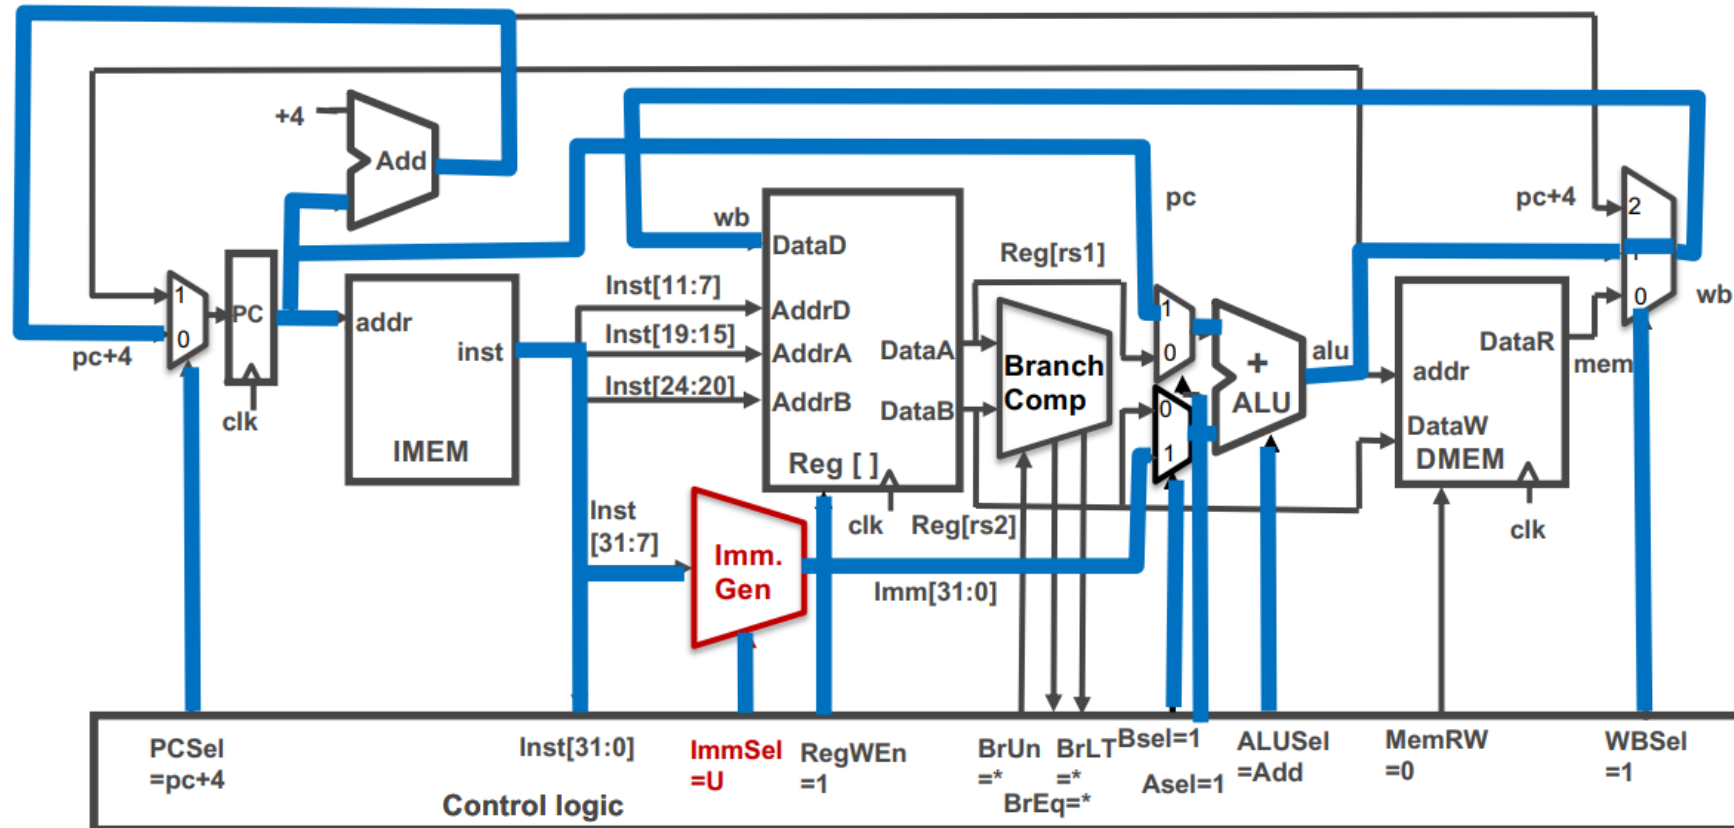 +4
Add
pc
pc+4
2
wb
DataD
Reg[rs1]
1
0
wb
Inst[11:7]
AddrD
1
PC
addr
Inst[19:15]
AddrA
DataA
1
0
+
ALU
alu
DataR
mem
0
pc+4
inst
Inst[24:20]
AddrB
DataB
Branch
Comp
0
1
addr
DataW
DMEM
clk
IMEM
Reg [ ]
clk
Reg[rs2]
clk
Inst
[31:7]
Imm.
Gen
Imm[31:0]
PCSel
=pc+4
Inst[31:0]
ImmSel
=U
RegWEn
=1
BrUn
=*
BrLT
=*
BrEq=*
Bsel=1
Asel=1
ALUSel
=Add
MemRW
=0
WBSel
=1
Control logic